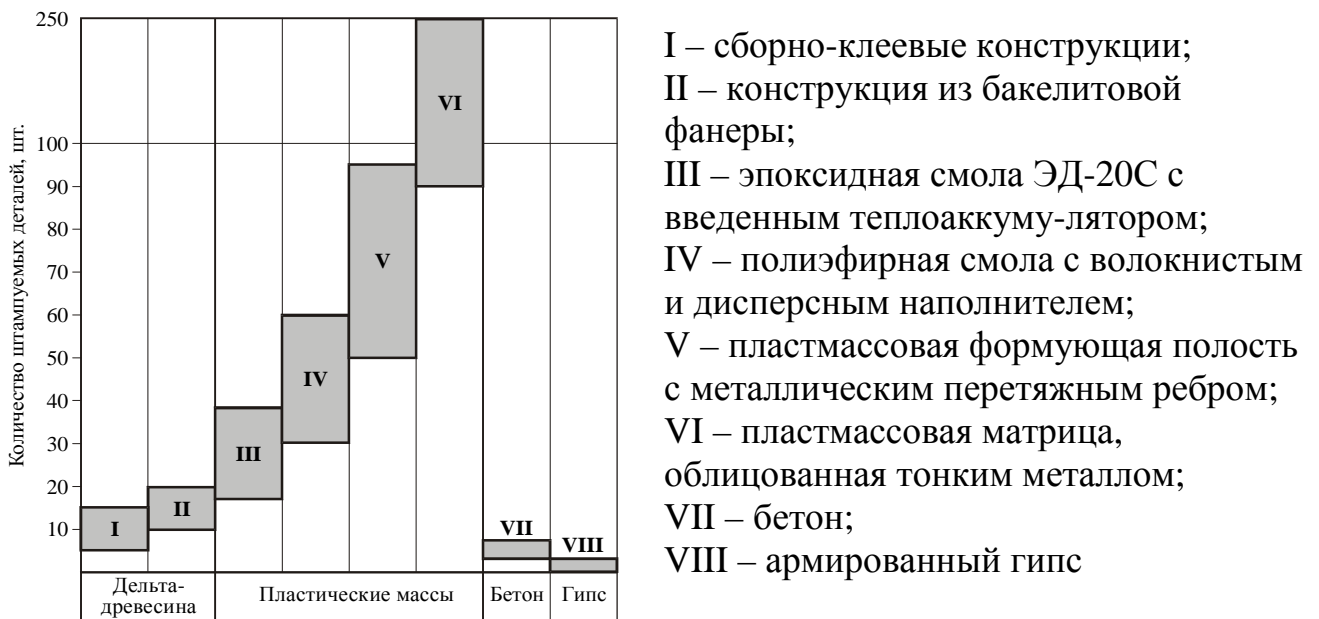 Количество штампуемых деталей, шт.
250
100
90
80
70
60
50
40
30
20
10
I
II
III
IV
V
VI
VII
VIII
Дельта-
древесина
Пластические массы
Бетон
Гипс
I – сборно-клеевые конструкции;
II – конструкция из бакелитовой
фанеры;
III – эпоксидная смола ЭД-20С с
введенным теплоаккуму-лятором;
IV – полиэфирная смола с волокнистым
и дисперсным наполнителем;
V – пластмассовая формующая полость
с металлическим перетяжным ребром;
VI – пластмассовая матрица,
облицованная тонким металлом;
VII – бетон;
VIII – армированный гипс